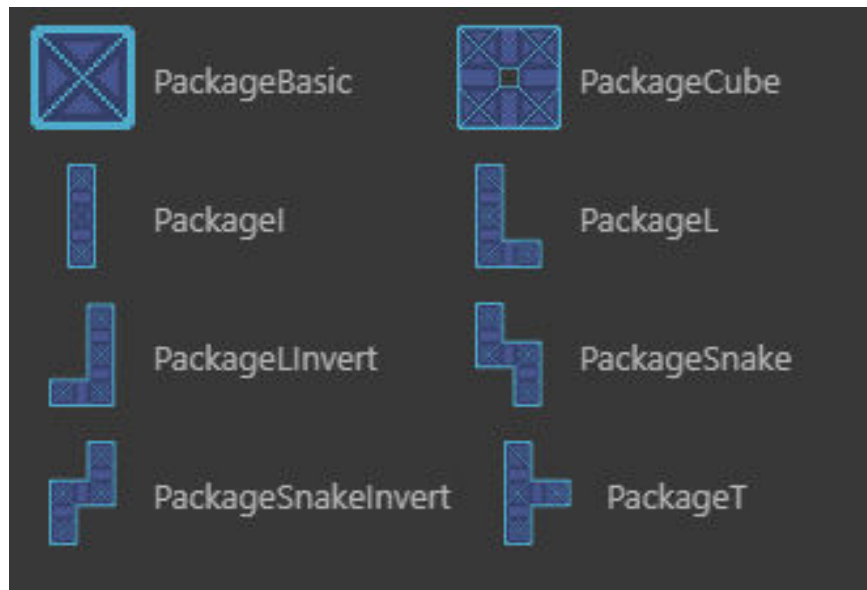 PackageBasic
PackageCube
PackageI
PackageL
PackageLInvert
PackageSnake
PackageSnakeInvert
PackageT